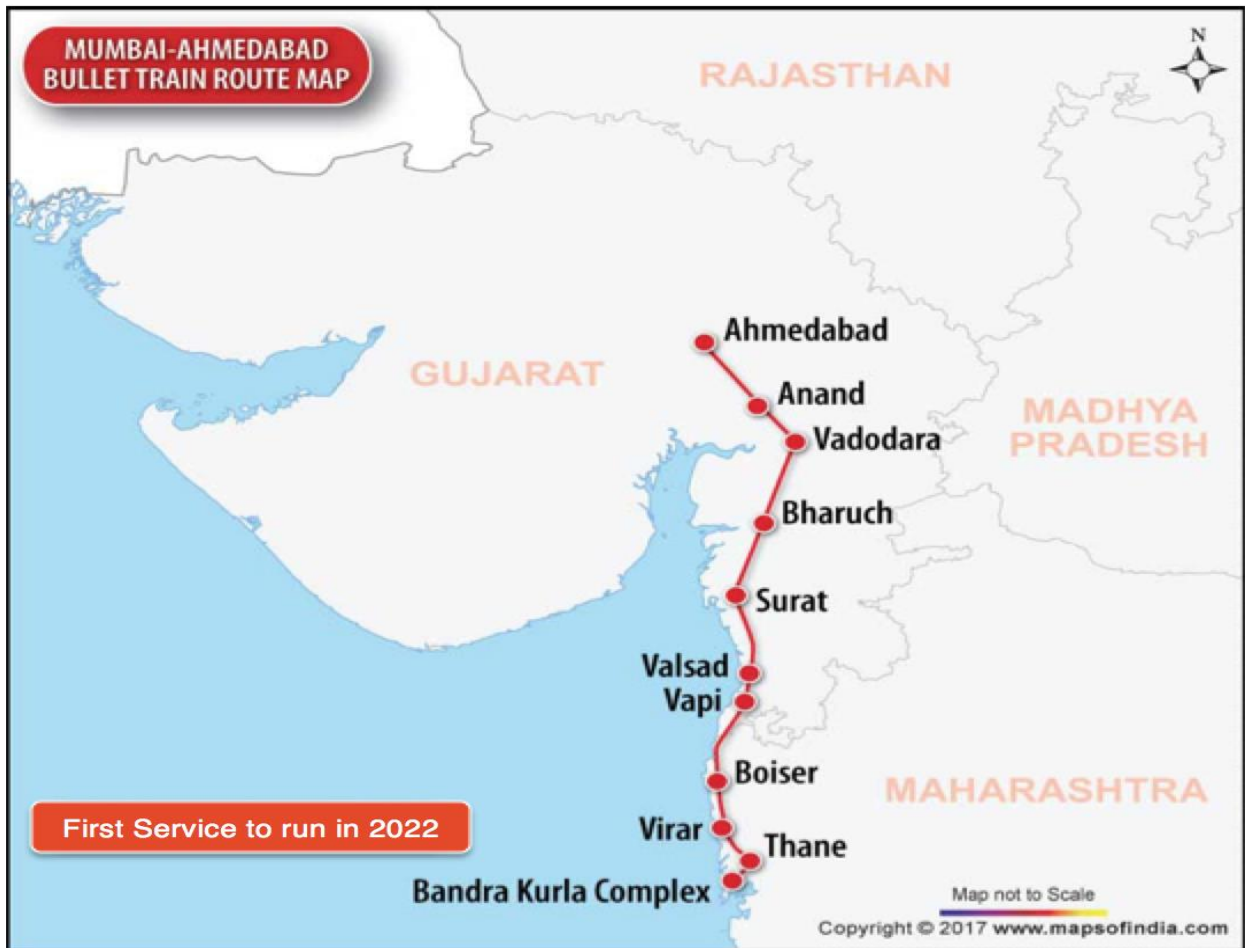 MUMBAI-AHMEDABAD
BULLET TRAIN ROUTE MAP
N
RAJASTHAN
Ahmedabad
GUJARAT
Anand
MADHYA
PRADESH
Vadodara
Bharuch
Surat
Valsad
Vapi
Boiser
MAHARASHTRA
First Service to run in 2022
Virar
Thane
Bandra Kurla Complex
Map not to Scale
Copyright © 2017 www.mapsofindia.com